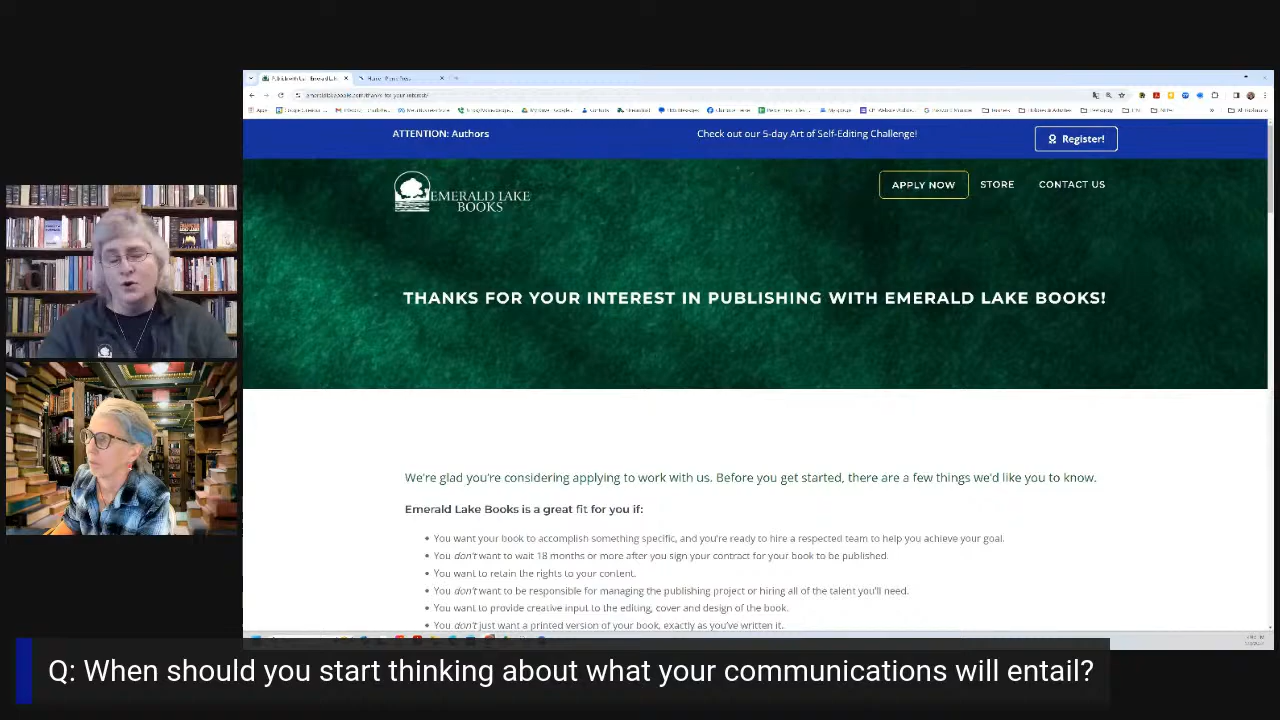 ATTENTION: Authors
Check out our 5-day Art of Self-Editing Challenge!
Register!
EMERALD LAKE
BOOKS
APPLY NOW
STORE
CONTACT US
THANKS FOR YOUR INTEREST IN PUBLISHING WITH EMERALD LAKE BOOKS!
We're glad you're considering applying to work with us. Before you get started, there are a few things we'd like you to know.
Emerald Lake Books is a great fit for you if:
• You want your book to accomplish something specific, and you're ready to hire a respected team to help you achieve your goal.
• You don't want to wait 18 months or more after you sign your contract for your book to be published.
• You want to retain the rights to your content.
• You don't want to be responsible for managing the publishing project or hiring all of the talent you'll need.
• You want to provide creative input to the editing, cover and design of the book.
• You don't just want a printed version of your book, exactly as you've written it.
Q: When should you start thinking about what your communications will entail?